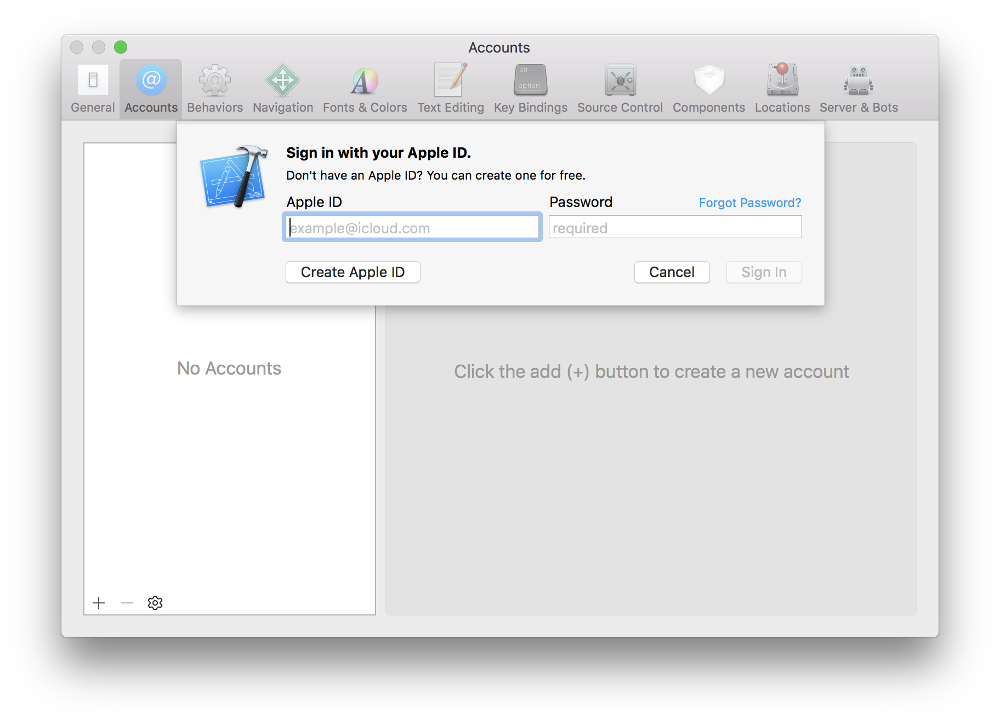 Accounts
General
Accounts
Behaviors
Navigation
Fonts & Colors
Text Editing
alt
option
Key Bindings
Source Control
Components
Locations
Server & Bots
XCODE
Sign in with your Apple ID.
Don't have an Apple ID? You can create one for free.
Apple ID
Password
Forgot Password?
example@icloud.com
required
Create Apple ID
Cancel
Sign In
No Accounts
Click the add (+) button to create a new account